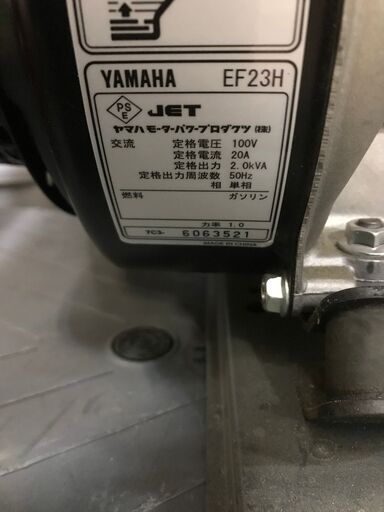 YAMAHA EF23H
PS
E
JET
ヤマハモーターパワープロダクツ(株)
交流 定格電圧 100V
定格電流 20A
定格出力 2.0kVA
定格出力周波数 50Hz
相 単相
燃料 ガソリン
力率 1.0
6063521
MADE IN CHINA